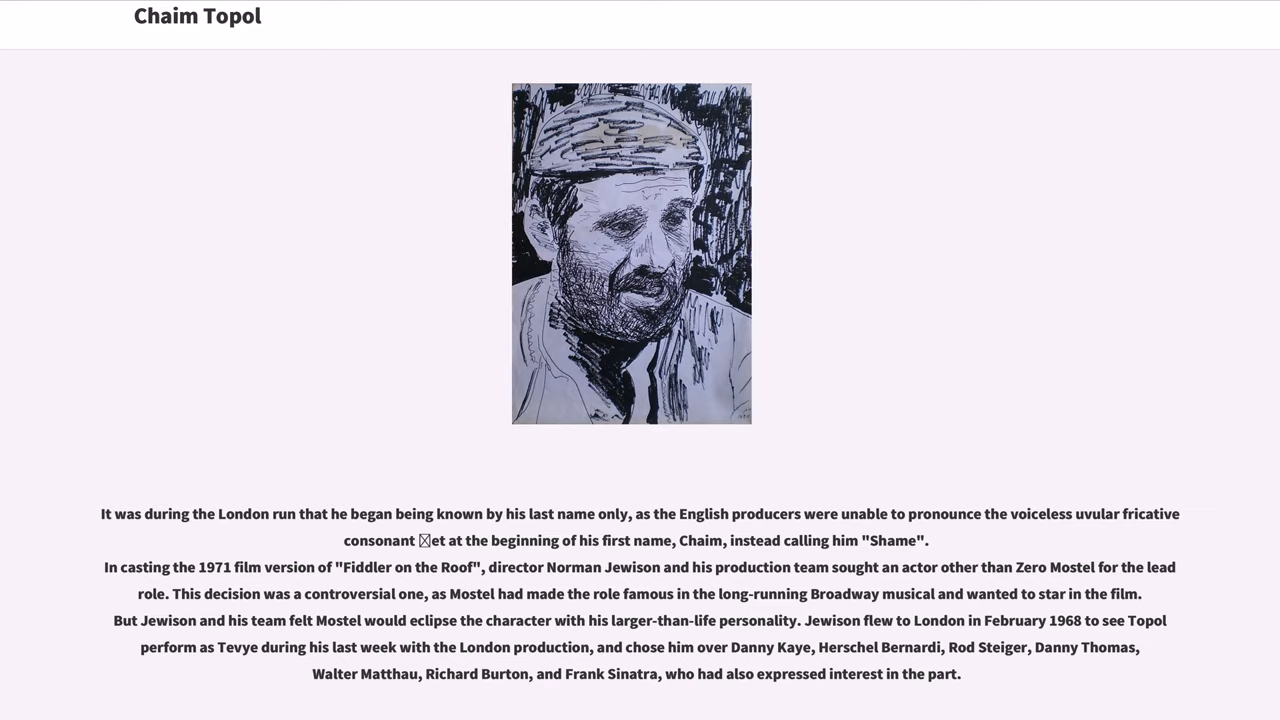 Chaim Topol
It was during the London run that he began being known by his last name only, as the English producers were unable to pronounce the voiceless uvular fricative
consonant □et at the beginning of his first name, Chaim, instead calling him "Shame".
In casting the 1971 film version of "Fiddler on the Roof", director Norman Jewison and his production team sought an actor other than Zero Mostel for the lead
role. This decision was a controversial one, as Mostel had made the role famous in the long-running Broadway musical and wanted to star in the film.
But Jewison and his team felt Mostel would eclipse the character with his larger-than-life personality. Jewison flew to London in February 1968 to see Topol
perform as Tevye during his last week with the London production, and chose him over Danny Kaye, Herschel Bernardi, Rod Steiger, Danny Thomas,
Walter Matthau, Richard Burton, and Frank Sinatra, who had also expressed interest in the part.